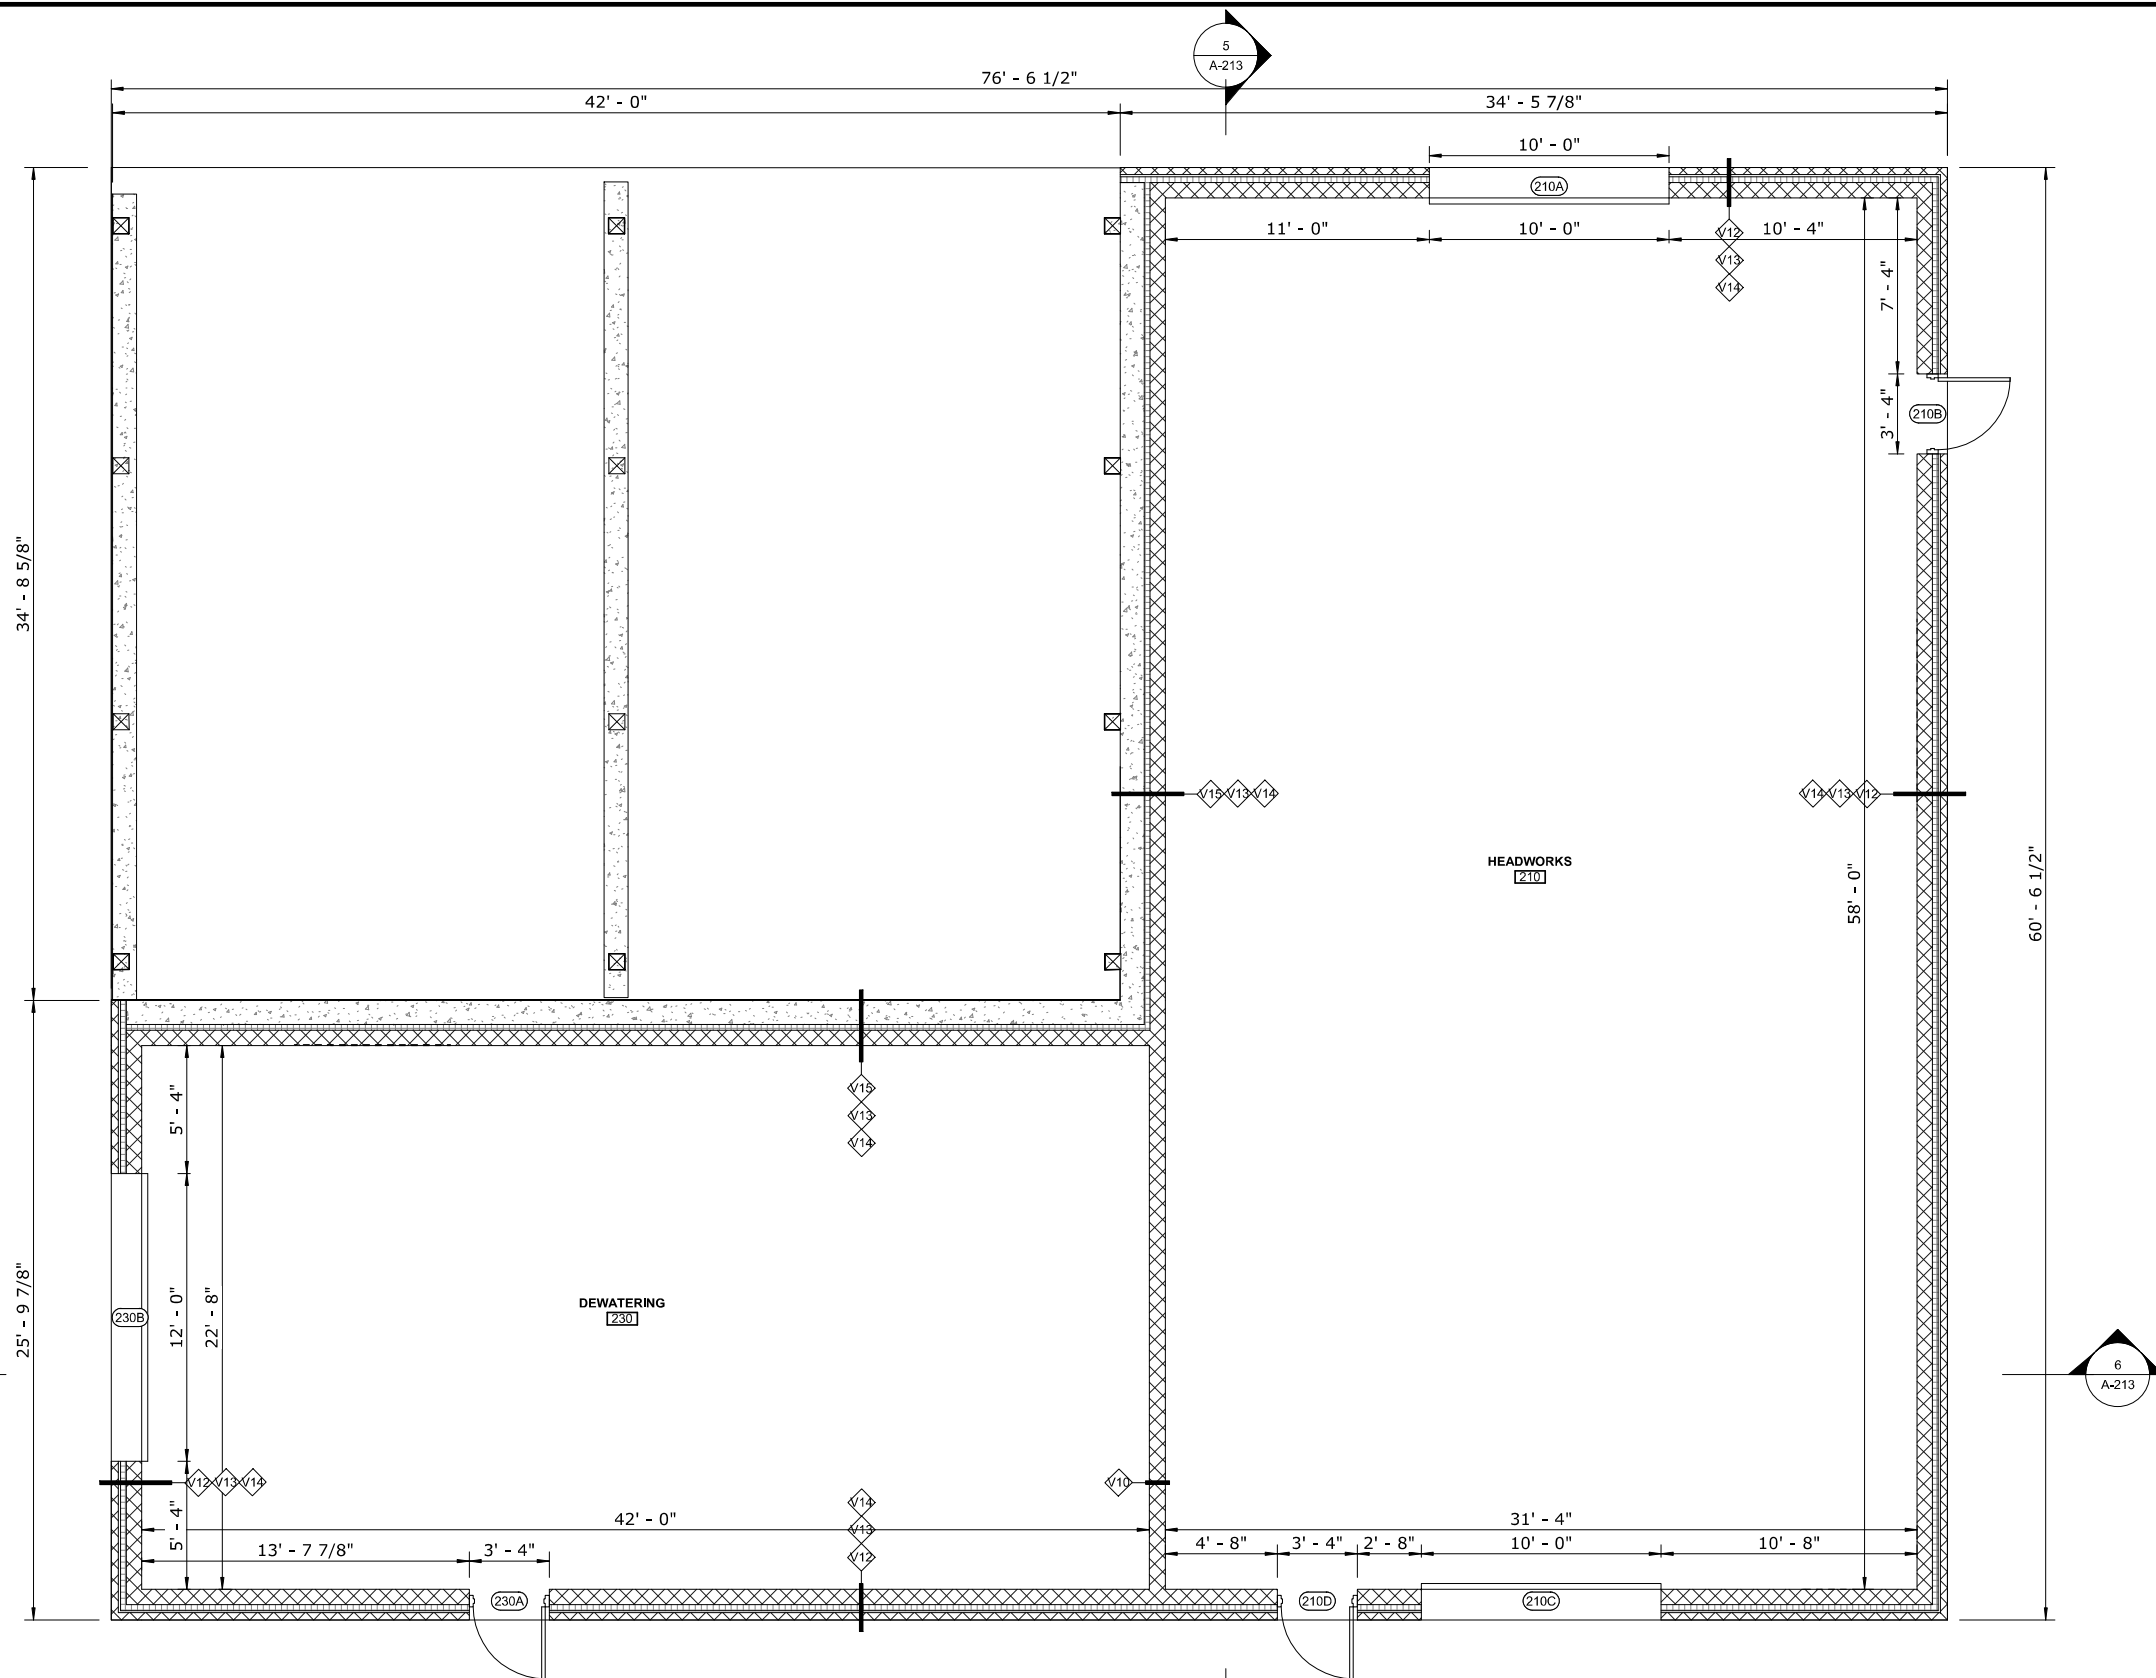 5
A-213
76' - 6 1/2"
42' - 0"
34' - 5 7/8"
10' - 0"
210A
11' - 0"
10' - 0"
10' - 4"
V12
V13
V14
7' - 4"
3' - 4"
210B
34' - 8 5/8"
V15 V13 V14
V14 V13 V12
HEADWORKS
210
58' - 0"
60' - 6 1/2"
V15
V13
V14
5' - 4"
12' - 0"
22' - 8"
25' - 9 7/8"
230B
DEWATERING
230
6
A-213
V12 V13 V14
V10
5' - 4"
42' - 0"
V14
V13
V12
31' - 4"
13' - 7 7/8"
3' - 4"
4' - 8"
3' - 4"
2' - 8"
10' - 0"
10' - 8"
230A
210D
210C